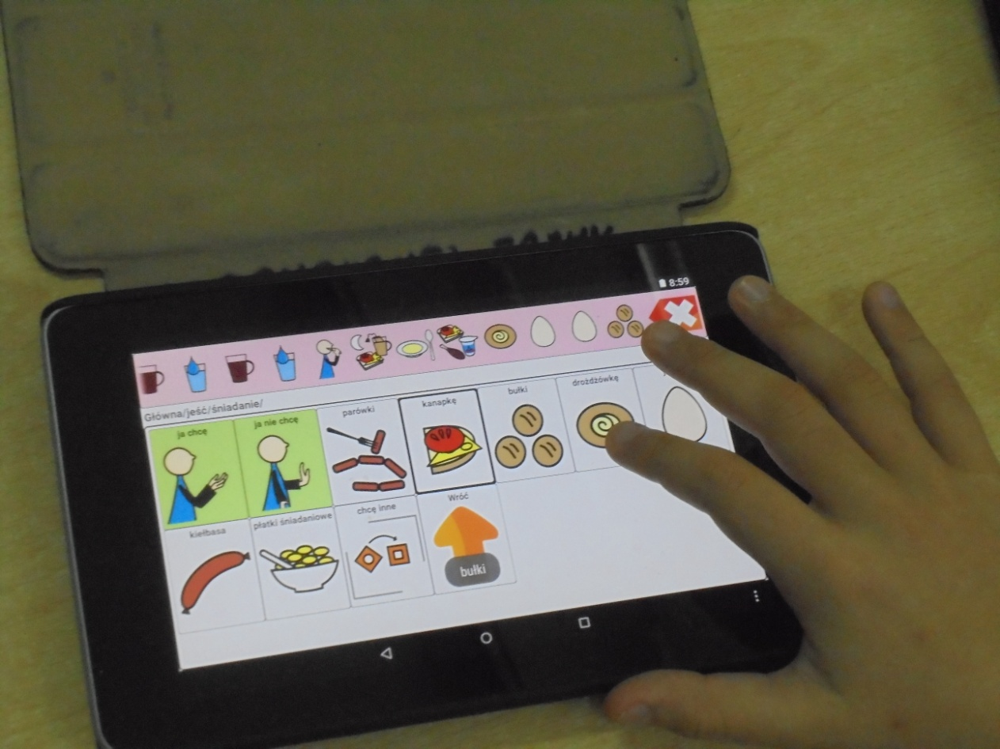 8:59
Główna/jeść/śniadanie/
ja chcę
ja nie chcę
parówki
kanapkę
bułki
drożdżówkę
kiełbasa
płatki śniadaniowe
chcę inne
Wróć
bułki